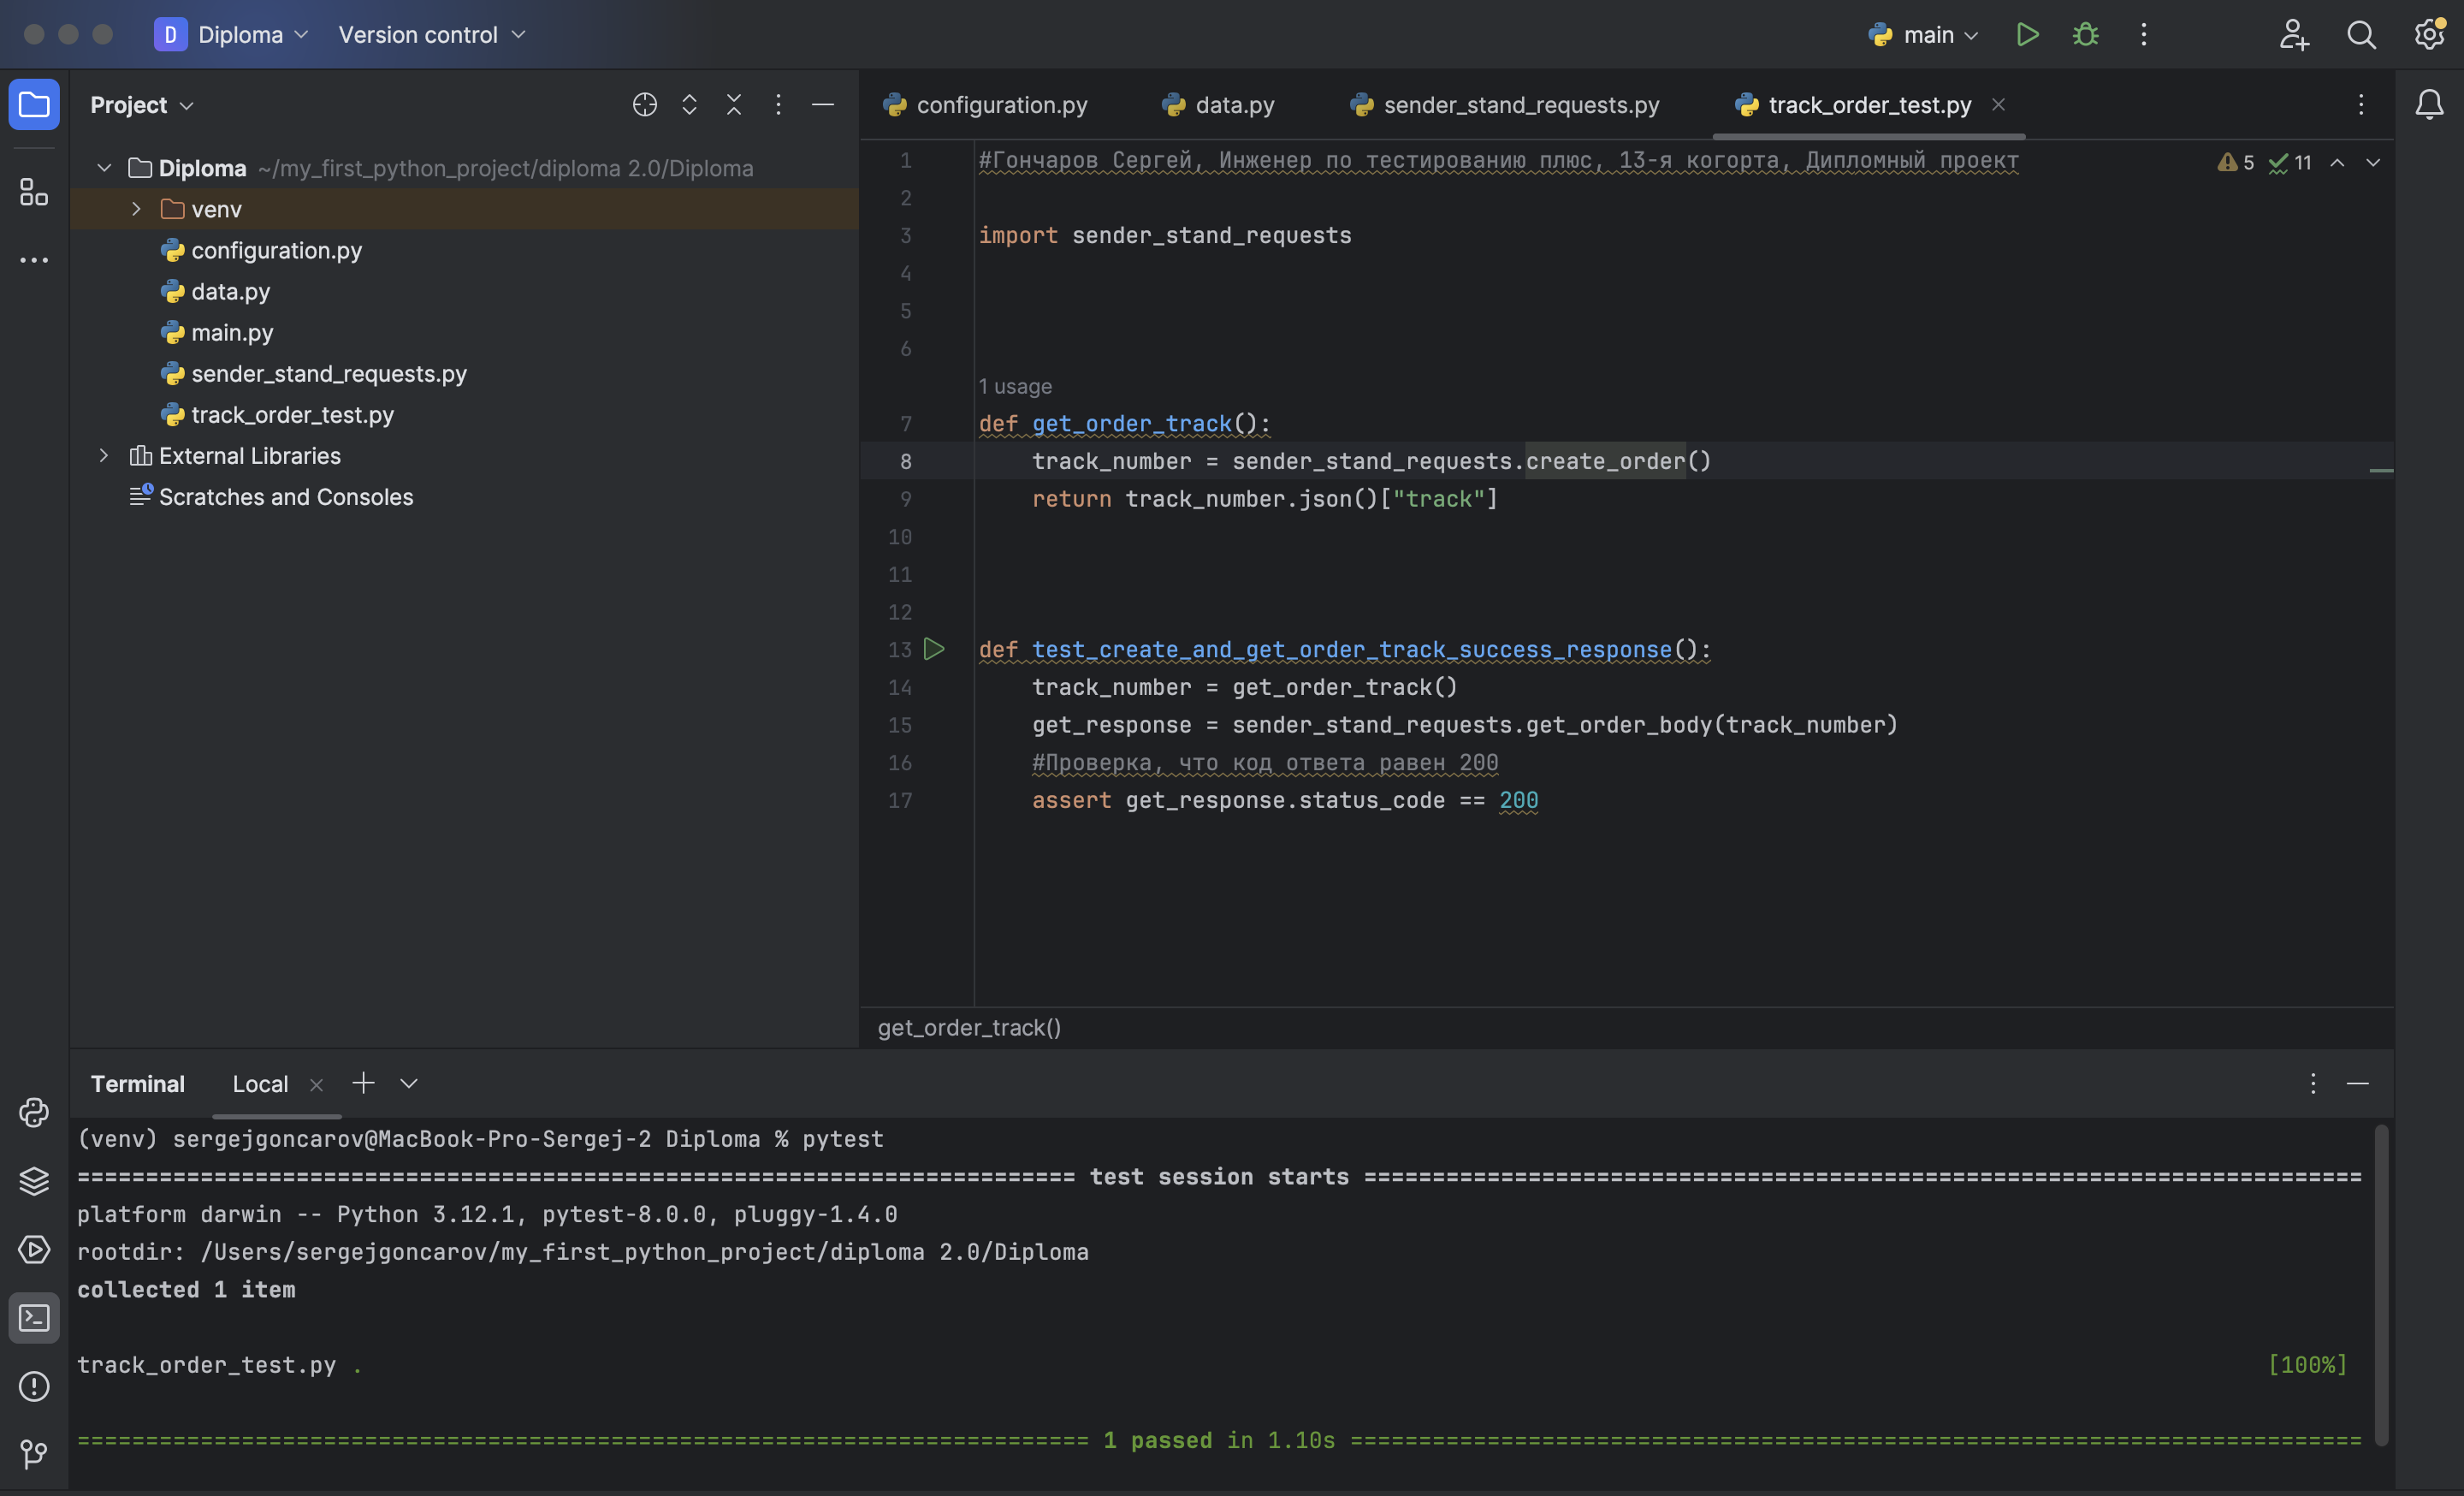 D Diploma Version control main
Project
Diploma ~/my_first_python_project/diploma 2.0/Diploma
venv
configuration.py
data.py
main.py
sender_stand_requests.py
track_order_test.py
External Libraries
Scratches and Consoles
configuration.py data.py sender_stand_requests.py track_order_test.py
5 11
1 #Гончаров Сергей, Инженер по тестированию плюс, 13-я когорта, Дипломный проект
2
3 import sender_stand_requests
4
5
6
1 usage
7 def get_order_track():
8 track_number = sender_stand_requests.create_order()
9 return track_number.json()["track"]
10
11
12
13 def test_create_and_get_order_track_success_response():
14 track_number = get_order_track()
15 get_response = sender_stand_requests.get_order_body(track_number)
16 #Проверка, что код ответа равен 200
17 assert get_response.status_code == 200
get_order_track()
Terminal Local
(venv) sergejgoncarov@MacBook-Pro-Sergej-2 Diploma % pytest
========================================================================= test session starts =========================================================================
platform darwin -- Python 3.12.1, pytest-8.0.0, pluggy-1.4.0
rootdir: /Users/sergejgoncarov/my_first_python_project/diploma 2.0/Diploma
collected 1 item
track_order_test.py . [100%]
========================================================================== 1 passed in 1.10s ==========================================================================